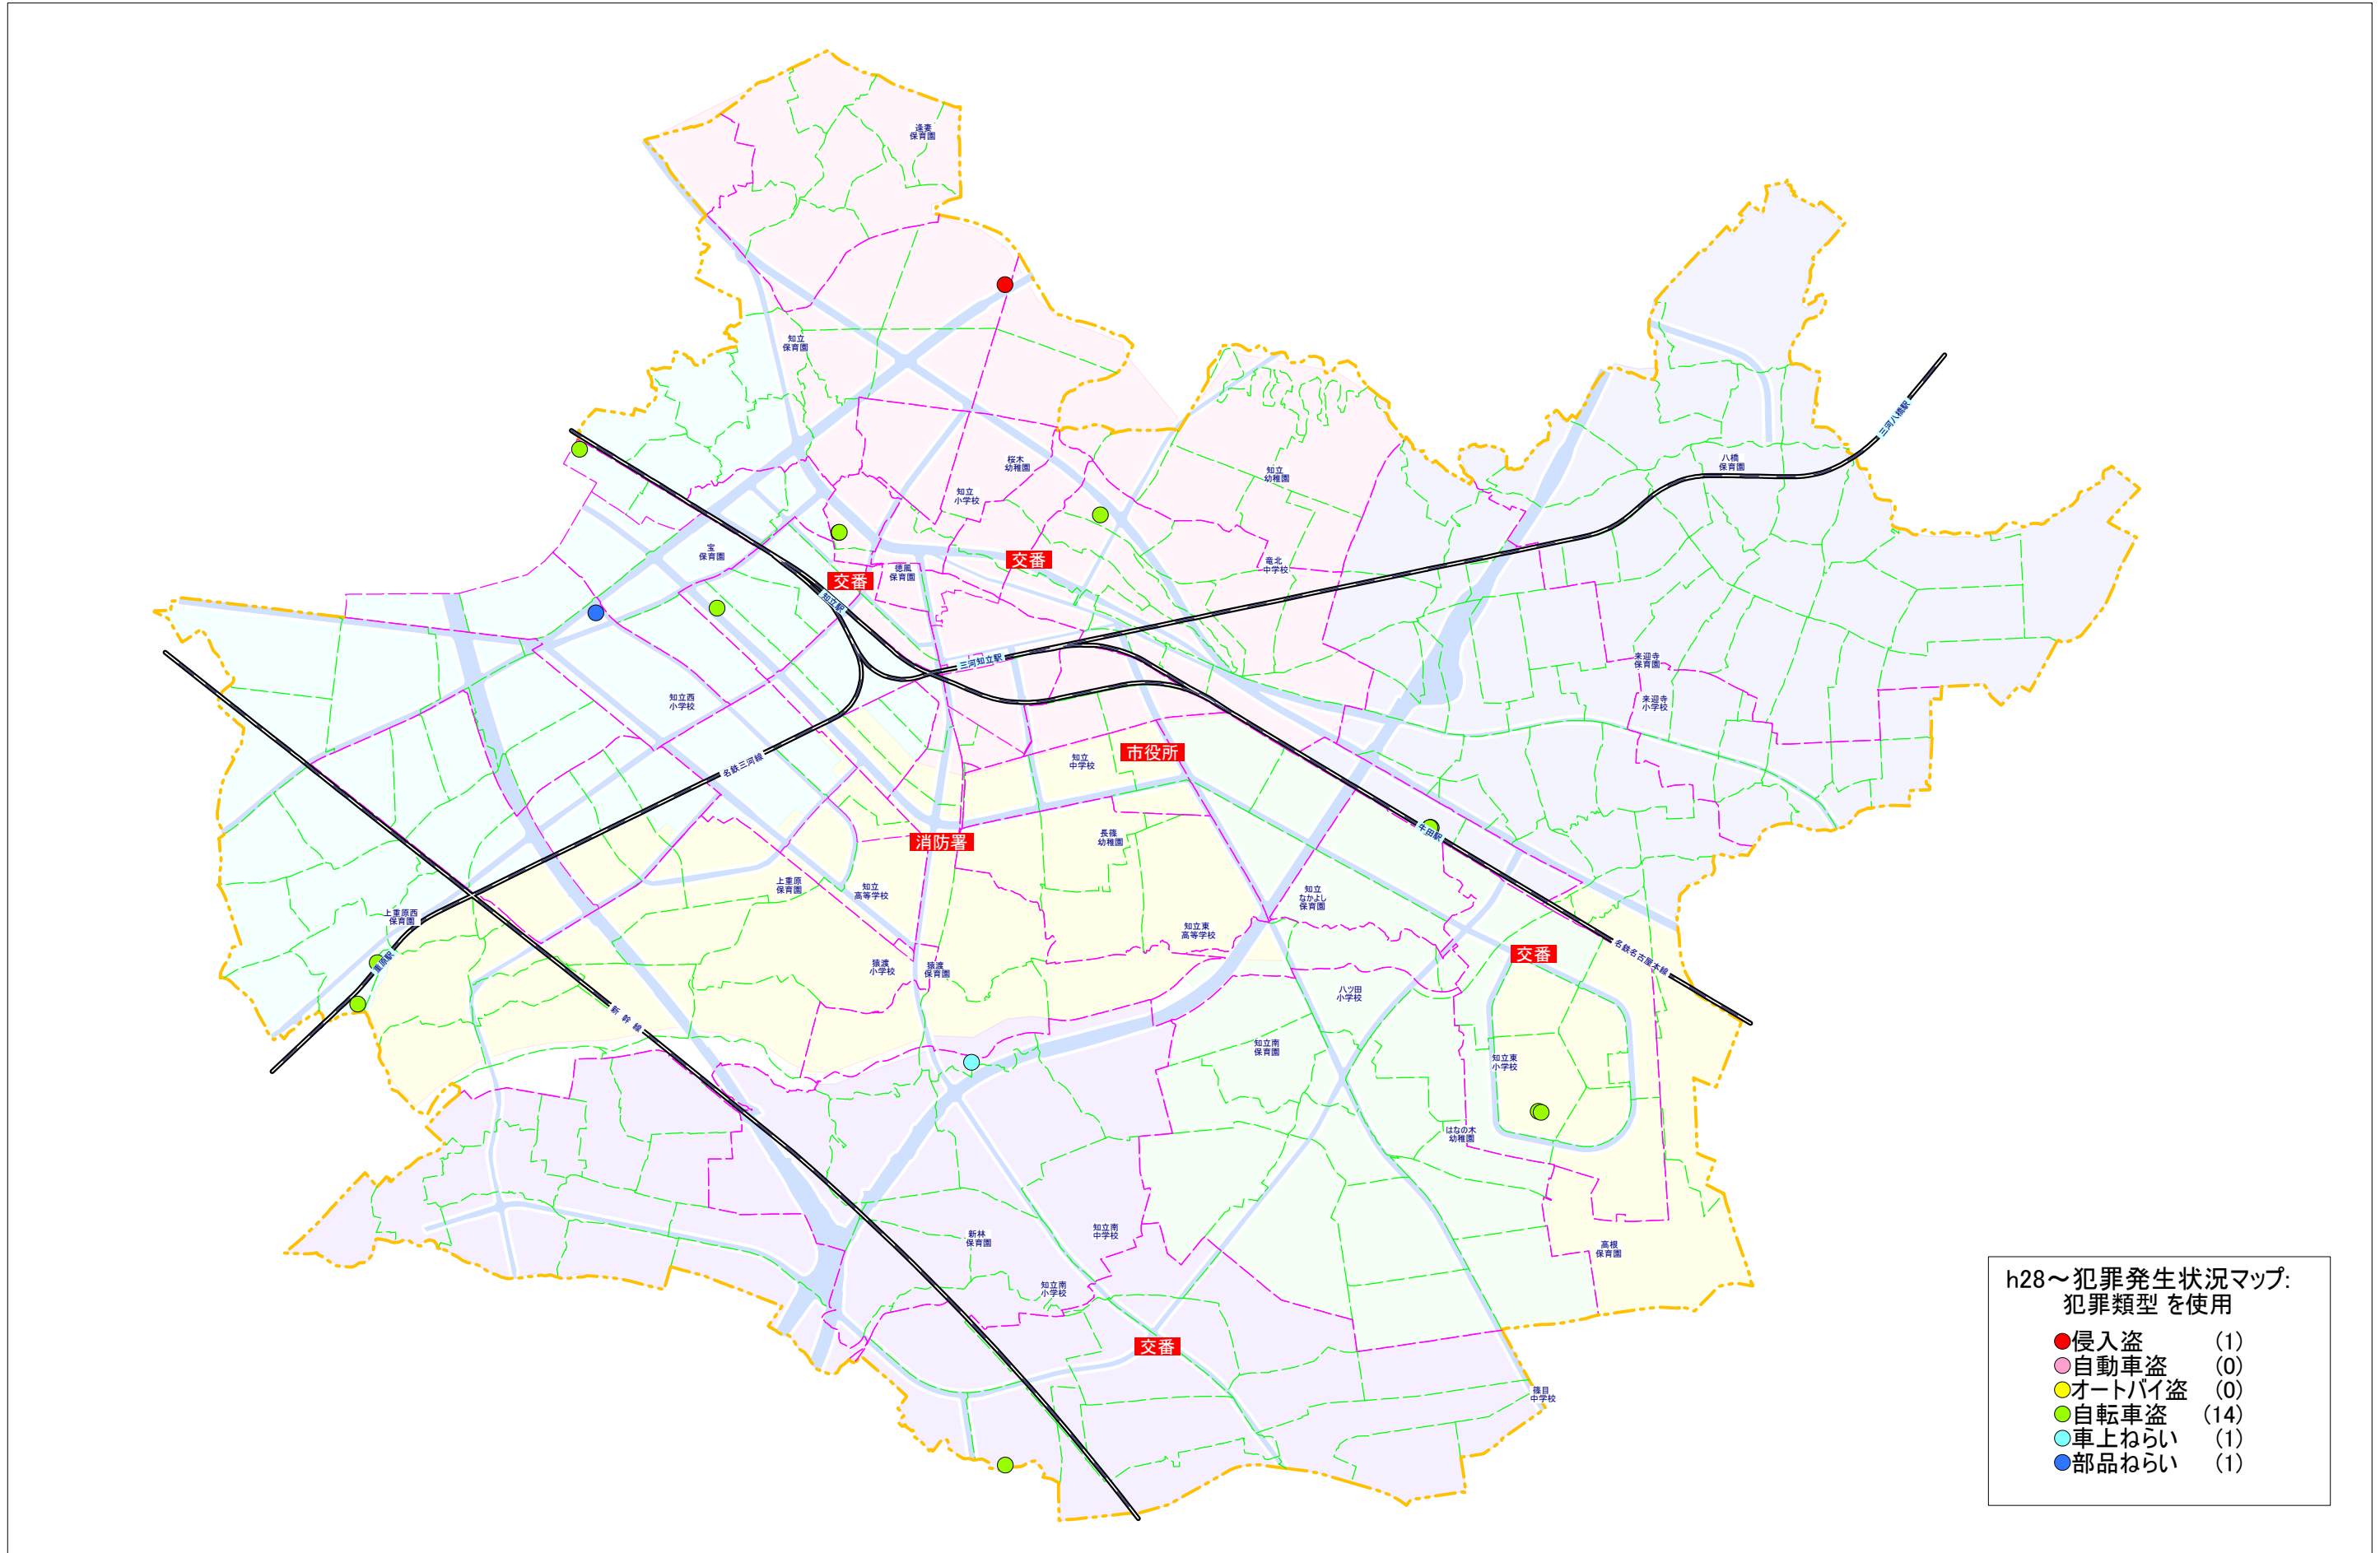 逢妻
保育園
知立
保育園
桜木
幼稚園
知立
小学校
知立
幼稚園
八橋
保育園
三河八橋駅
宝
保育園
交番
交番
徳風
保育園
竜北
中学校
知立駅
三河知立駅
来迎寺
保育園
知立西
小学校
来迎寺
小学校
名鉄三河線
知立
中学校
市役所
消防署
長篠
幼稚園
牛田駅
上重原
保育園
知立
高等学校
知立
なかよし
保育園
上重原西
保育園
知立東
高等学校
重原駅
猿渡
小学校
猿渡
保育園
交番
名鉄名古屋本線
八ツ田
小学校
新幹線
知立南
保育園
知立東
小学校
はなの木
幼稚園
新林
保育園
知立南
中学校
高根
保育園
知立南
小学校
交番
篠目
中学校
h28～犯罪発生状況マップ:
犯罪類型 を使用
侵入盗 (1)
自動車盗 (0)
オートバイ盗 (0)
自転車盗 (14)
車上ねらい (1)
部品ねらい (1)